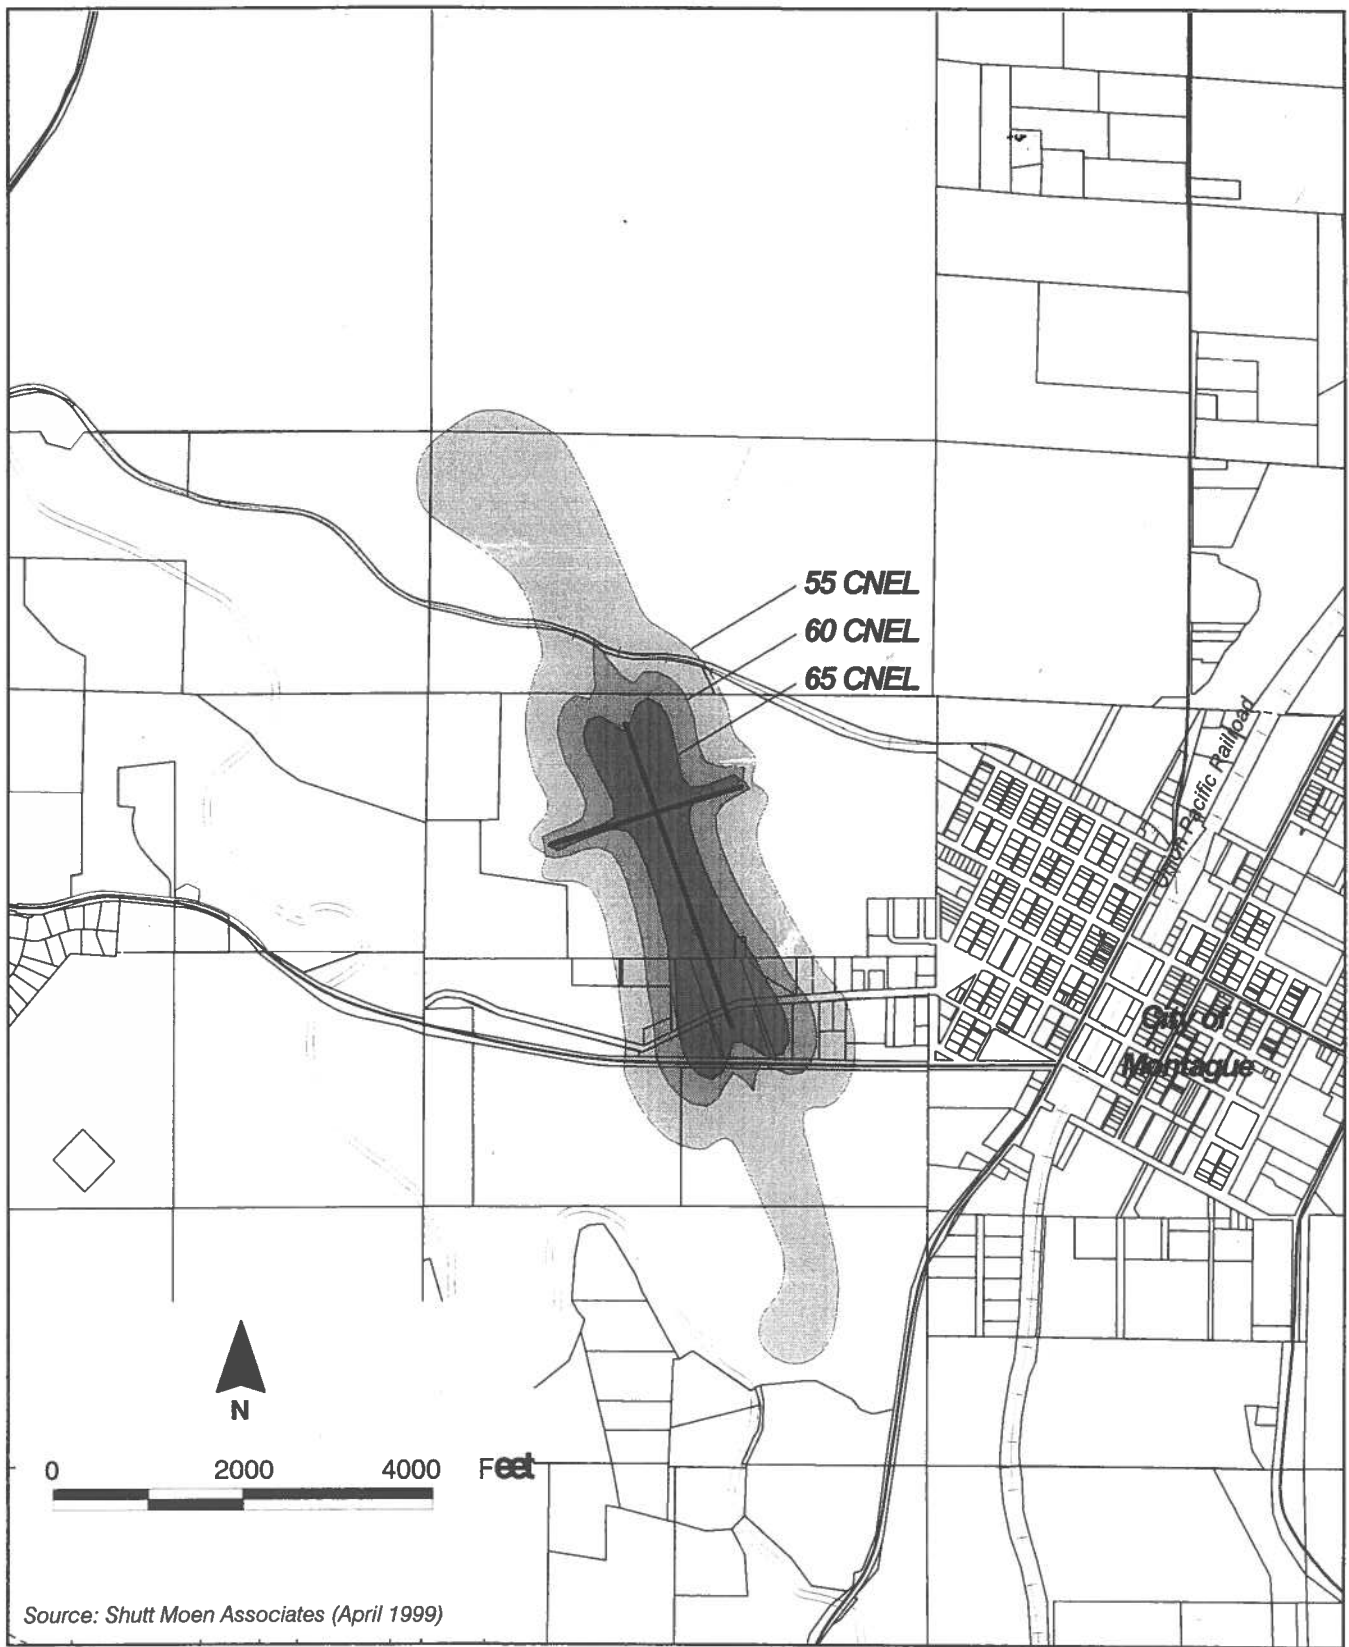 55 CNEL
60 CNEL
65 CNEL
Union Pacific Railroad
City of
Montague
N
0 2000 4000 Feet
Source: Shutt Moen Associates (April 1999)